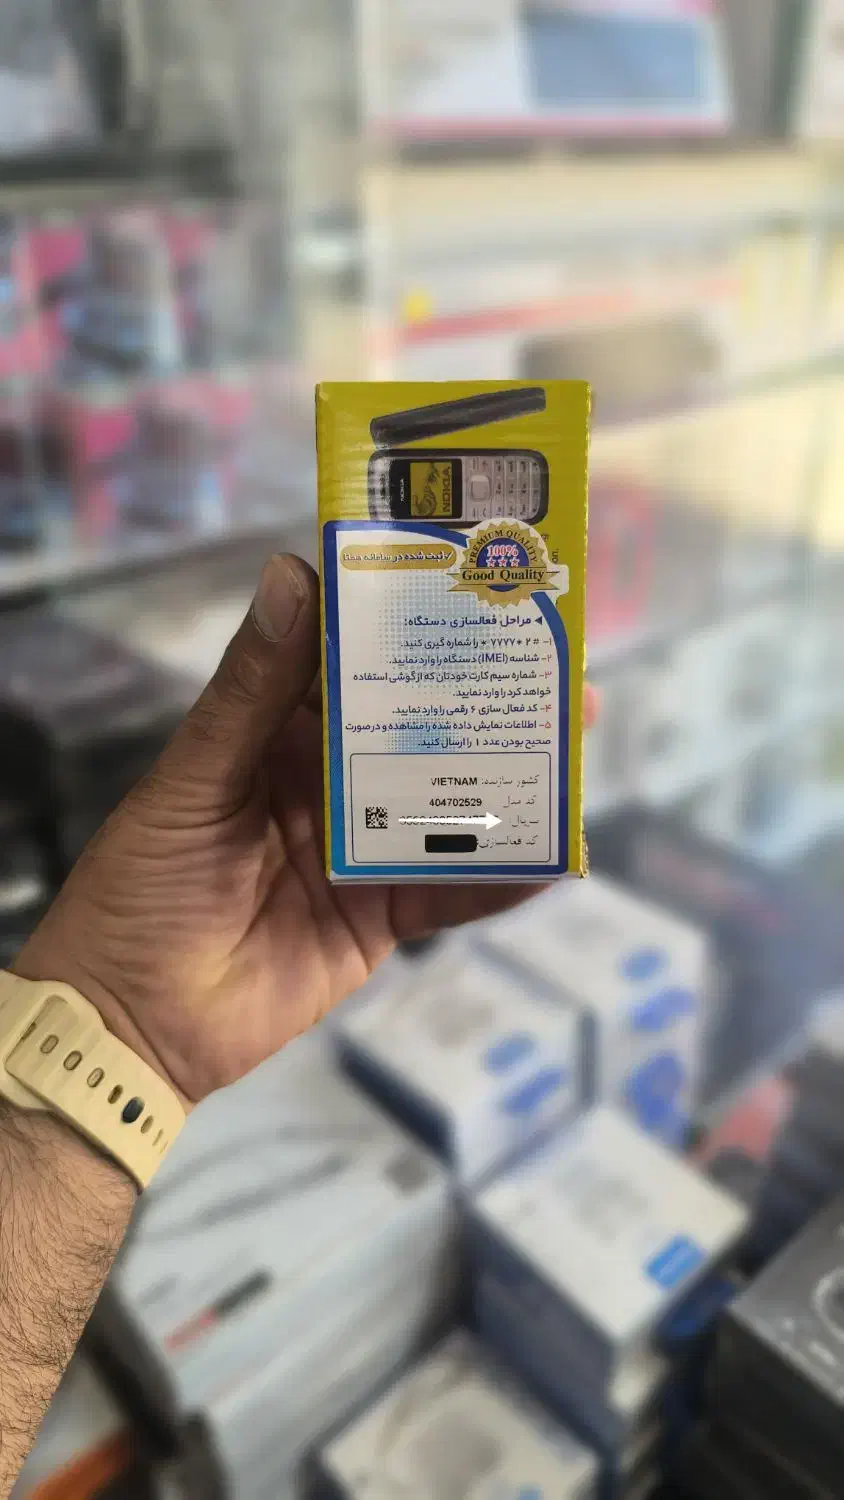 NOKIA
NOKIA
PREMIUM QUALITY
100%
Good Quality
ثبت شده در سامانه همتا
مراحل فعالسازی دستگاه:
۱- #۲ * ۷۷۷۷ * را شماره گیری کنید.
۲- شناسه (IMEI) دستگاه را وارد نمایید.
۳- شماره سیم کارت خودتان که از گوشی استفاده
خواهد کرد را وارد نمایید.
۴- کد فعال سازی ۶ رقمی را وارد نمایید.
۵- اطلاعات نمایش داده شده را مشاهده و در صورت
صحیح بودن عدد ۱ را ارسال کنید.
کشور سازنده: VIETNAM
کد مدل 404702529
سریال:
کد فعالسازی: